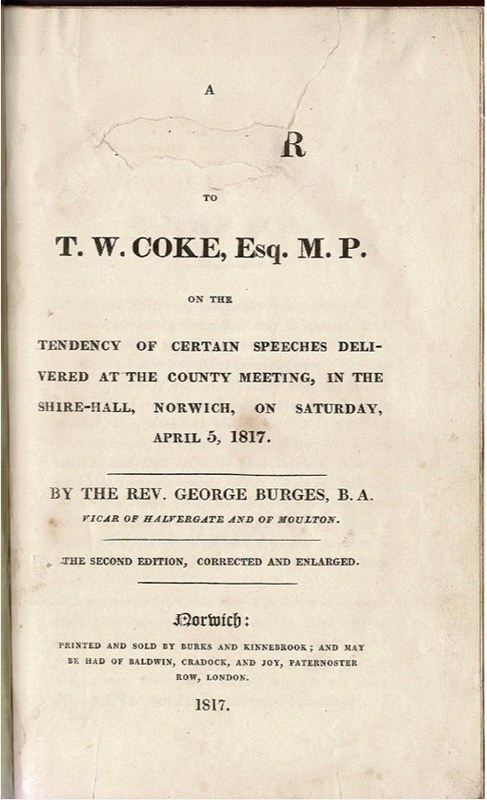 A
R
TO
T. W. COKE, Esq. M. P.
ON THE
TENDENCY OF CERTAIN SPEECHES DELI-
VERED AT THE COUNTY MEETING, IN THE
SHIRE-HALL, NORWICH, ON SATURDAY,
APRIL 5, 1817.
BY THE REV. GEORGE BURGES, B. A.
VICAR OF HALVERGATE AND OF MOULTON.
THE SECOND EDITION, CORRECTED AND ENLARGED.
Norwich:
PRINTED AND SOLD BY BURKS AND KINNEBROOK; AND MAY
BE HAD OF BALDWIN, CRADOCK, AND JOY, PATERNOSTER
ROW, LONDON.
1817.